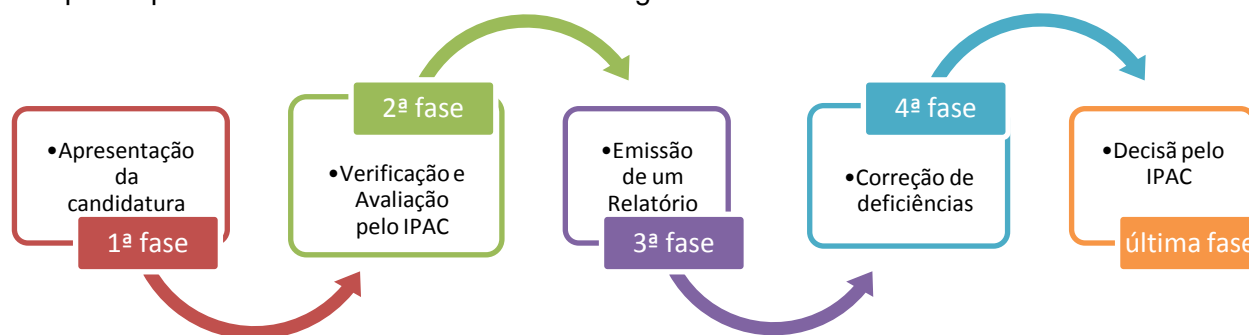 •Apresentação
da
candidatura
1ª fase
2ª fase
•Verificação e
Avaliação
pelo IPAC
•Emissão
de um
Relatório
3ª fase
4ª fase
•Correção de
deficiências
•Decisã pelo
IPAC
última fase